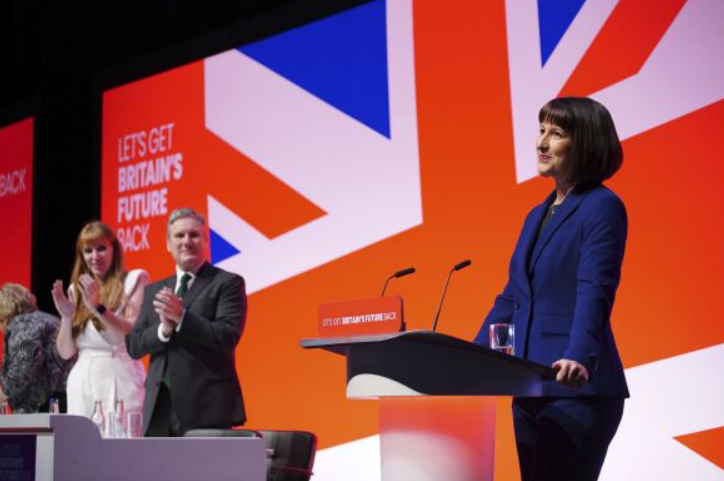 BACK
LET'S GET
BRITAIN'S
FUTURE
BACK
LET'S GET BRITAIN'S FUTURE BACK